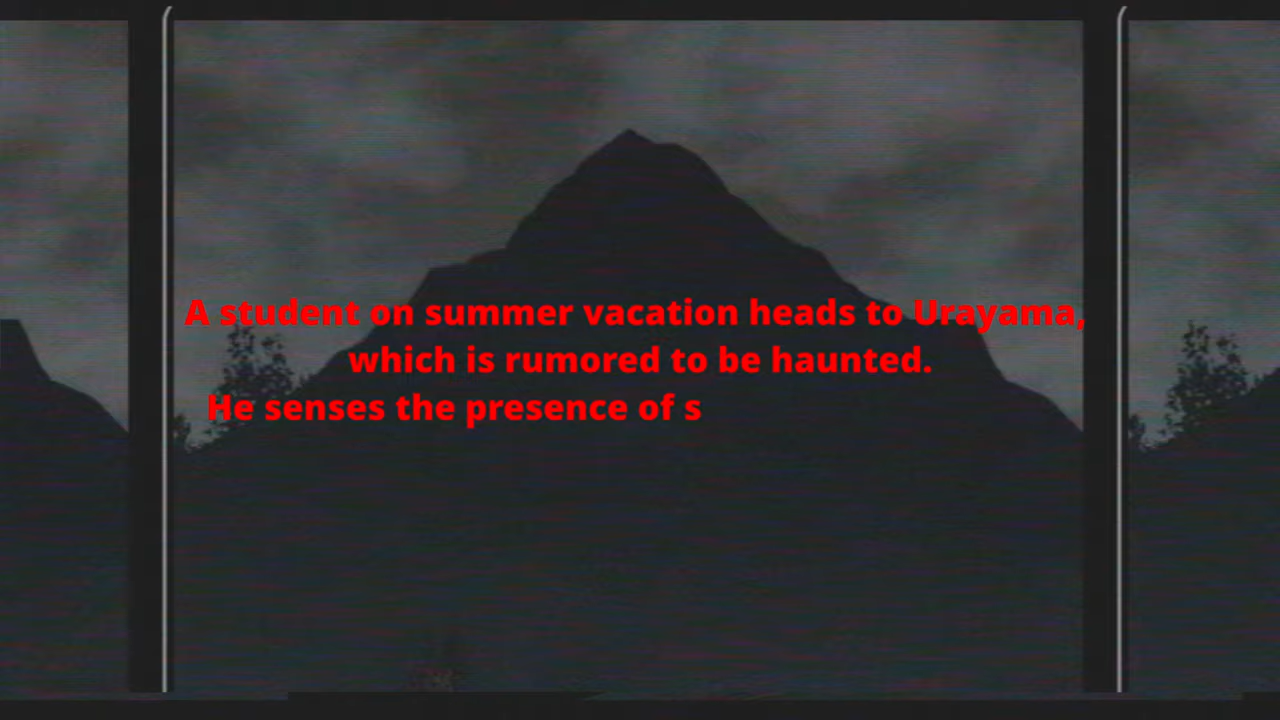 A student on summer vacation heads to Urayama,
which is rumored to be haunted.
He senses the presence of s